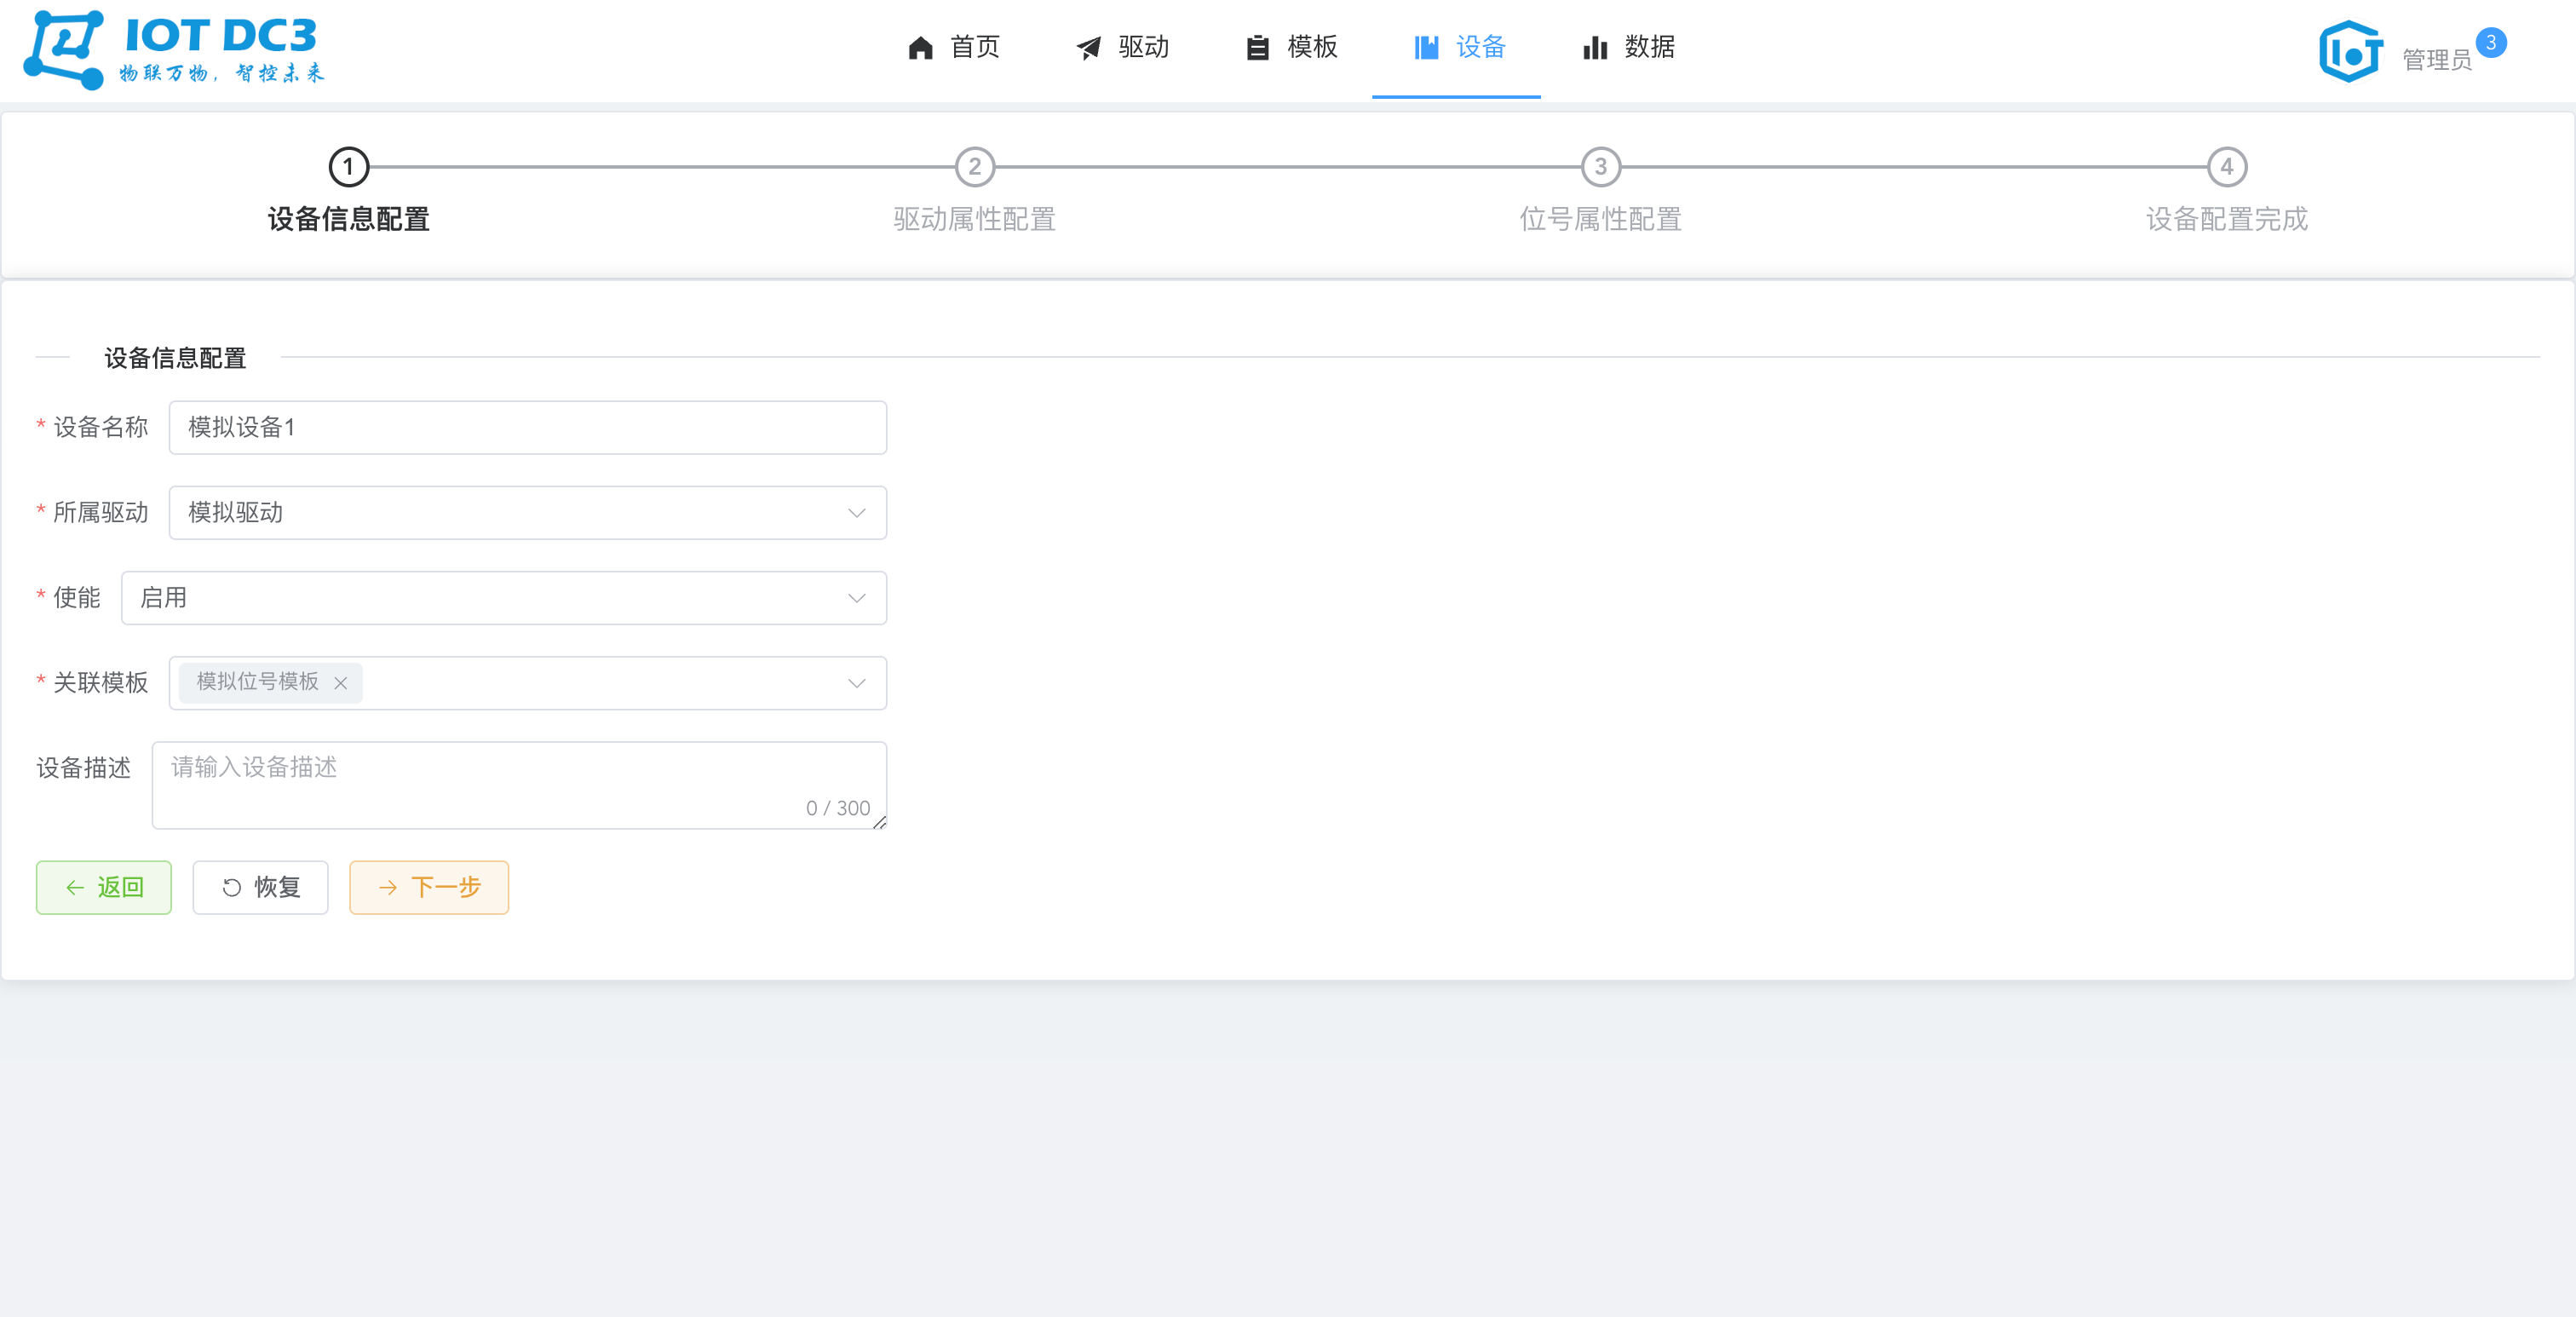 IOT DC3
物联万物，智控未来
首页 驱动 模板 设备 数据
管理员 3
1 2 3 4
设备信息配置 驱动属性配置 位号属性配置 设备配置完成
设备信息配置
* 设备名称 模拟设备1
* 所属驱动 模拟驱动
* 使能 启用
* 关联模板 模拟位号模板
设备描述 请输入设备描述
0 / 300
返回 恢复 下一步